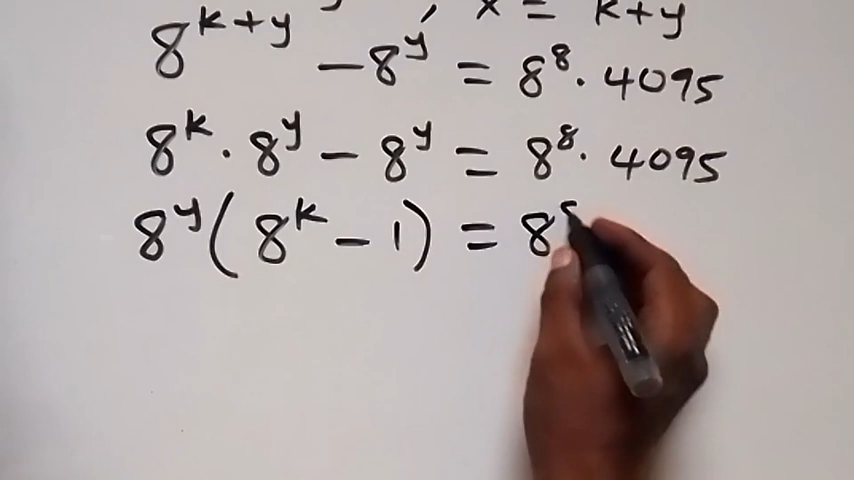 , x = k+y
8^{k+y} - 8^y = 8^8 · 4095
8^k · 8^y - 8^y = 8^8 · 4095
8^y (8^k - 1) = 8